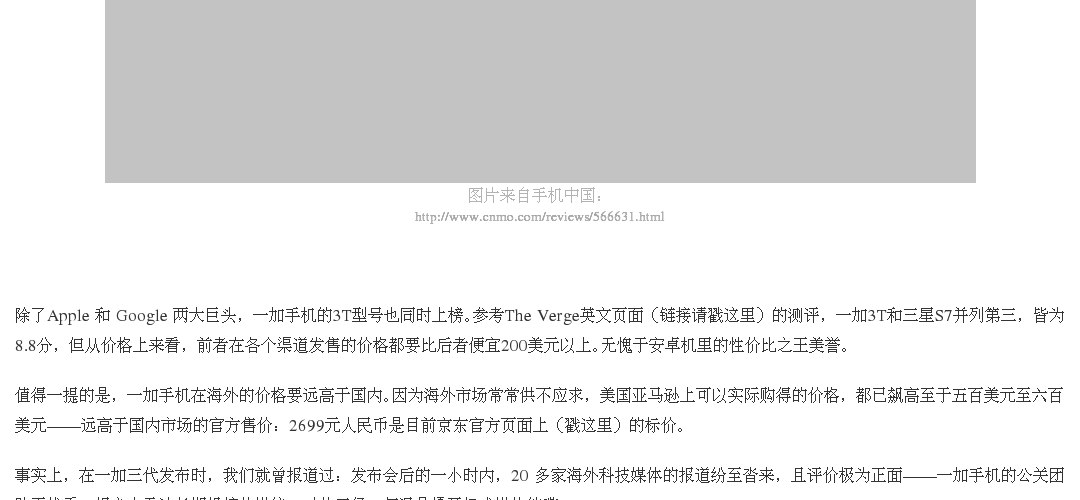 图片来自手机中国：
http://www.cnmo.com/reviews/566631.html
除了Apple 和 Google 两大巨头，一加手机的3T型号也同时上榜。参考The Verge英文页面（链接请戳这里）的测评，一加3T和三星S7并列第三，皆为
8.8分，但从价格上来看，前者在各个渠道发售的价格都要比后者便宜200美元以上。无愧于安卓机里的性价比之王美誉。
值得一提的是，一加手机在海外的价格要远高于国内。因为海外市场常常供不应求，美国亚马逊上可以实际购得的价格，都已飙高至于五百美元至六百
美元——远高于国内市场的官方售价：2699元人民币是目前京东官方页面上（戳这里）的标价。
事实上，在一加三代发布时，我们就曾报道过：发布会后的一小时内，20 多家海外科技媒体的报道纷至沓来，且评价极为正面——一加手机的公关团